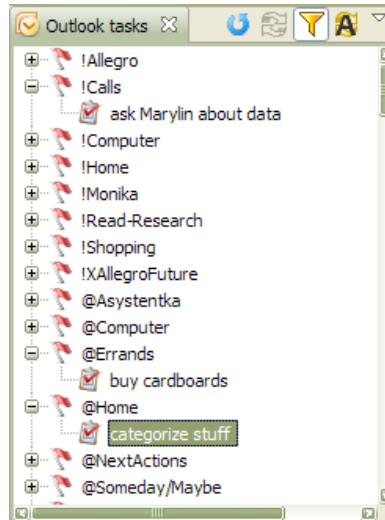 Outlook tasks
!Allegro
!Calls
ask Marylin about data
!Computer
!Home
!Monika
!Read-Research
!Shopping
!XAllegroFuture
@Asystentka
@Computer
@Errands
buy cardboards
@Home
categorize stuff
@NextActions
@Someday/Maybe